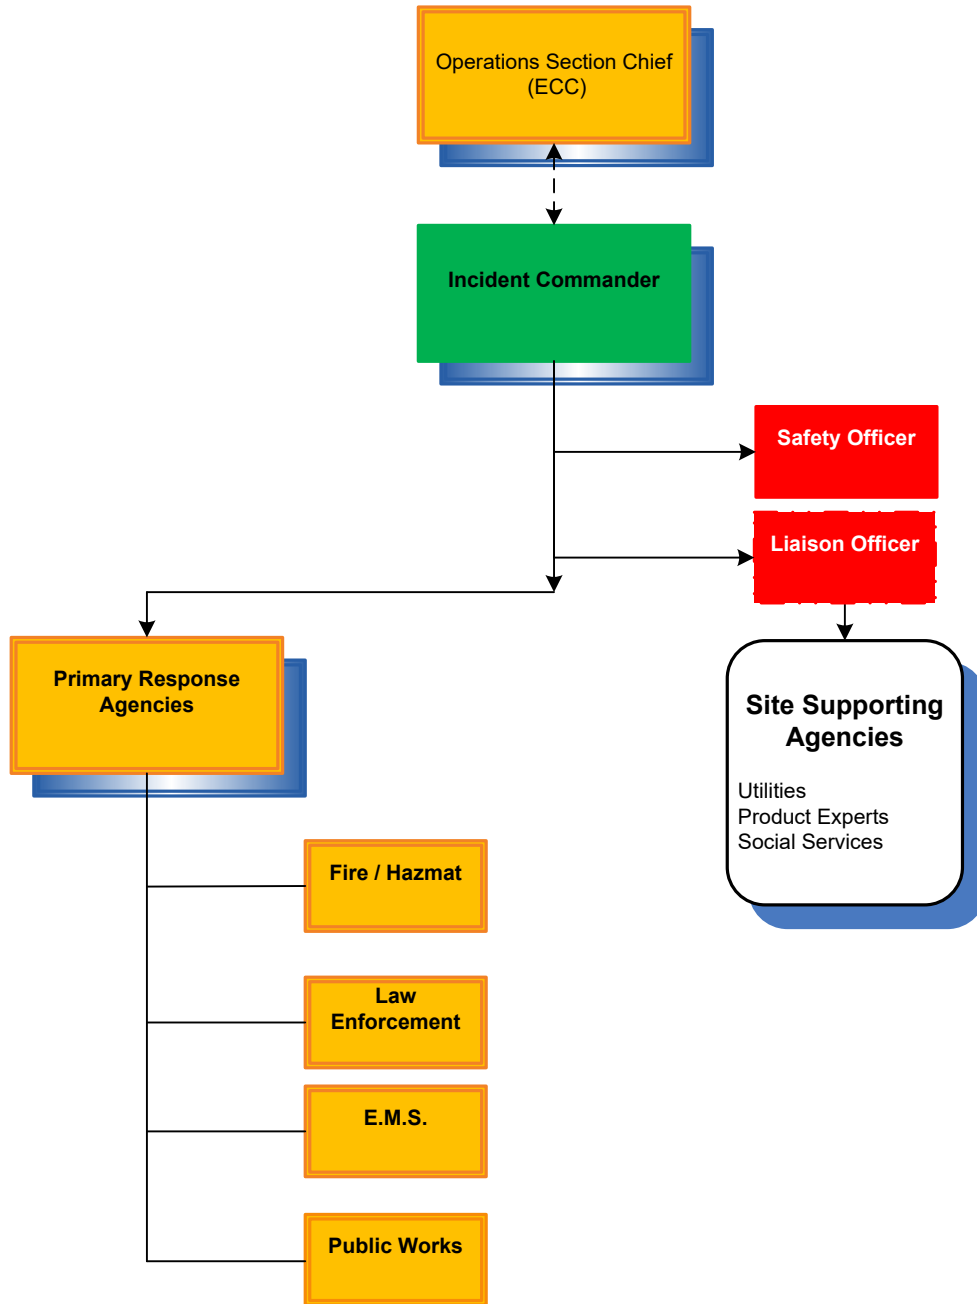 Operations Section Chief
(ECC)
Incident Commander
Safety Officer
Liaison Officer
Primary Response
Agencies
Site Supporting
Agencies
Utilities
Product Experts
Social Services
Fire / Hazmat
Law
Enforcement
E.M.S.
Public Works